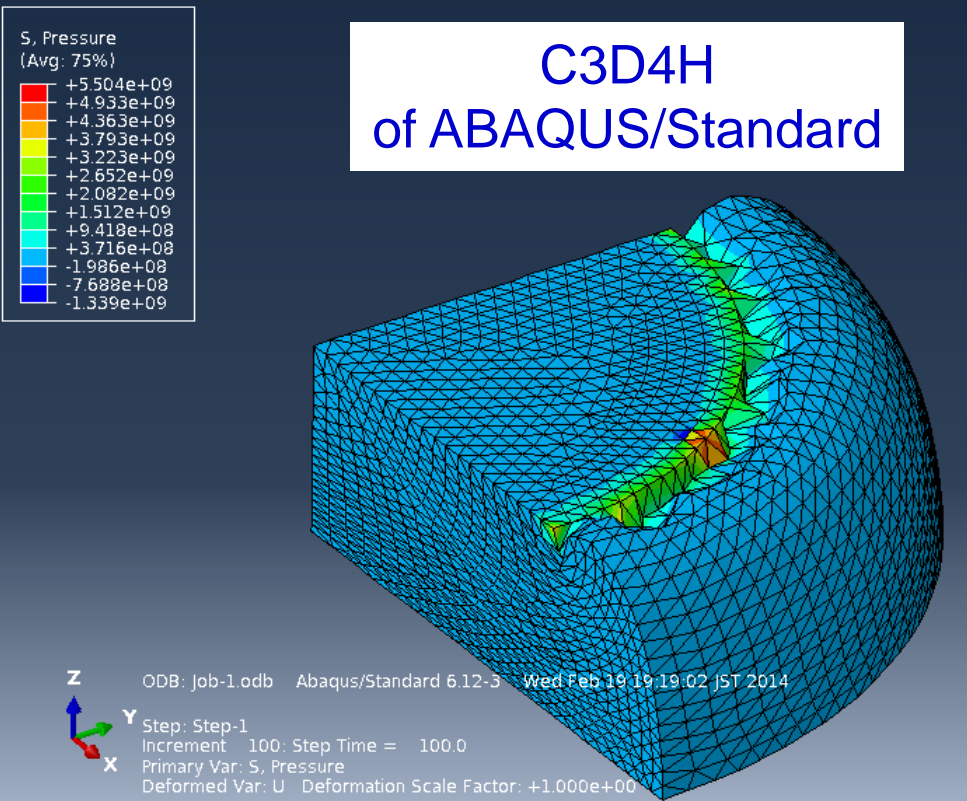 S, Pressure
(Avg: 75%)
+5.504e+09
+4.933e+09
+4.363e+09
+3.793e+09
+3.223e+09
+2.652e+09
+2.082e+09
+1.512e+09
+9.418e+08
+3.716e+08
-1.986e+08
-7.688e+08
-1.339e+09
C3D4H
of ABAQUS/Standard
Z
Y
X
ODB: Job-1.odb Abaqus/Standard 6.12-3 Wed Feb 19 19:19:02 JST 2014
Step: Step-1
Increment 100: Step Time = 100.0
Primary Var: S, Pressure
Deformed Var: U Deformation Scale Factor: +1.000e+00